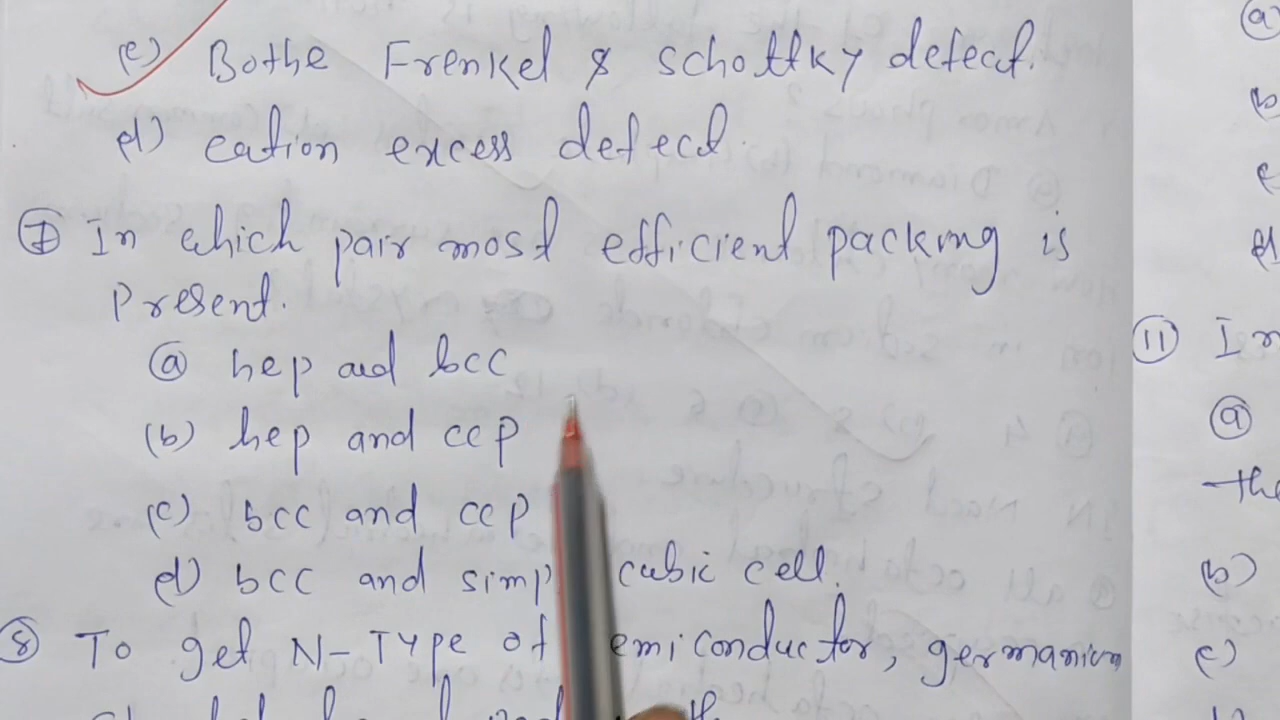 (c) Bothe Frenkel & schottky defect.
d) cation excess defect.
⑦ In which pair most efficient packing is
Present.
ⓐ hcp and bcc
(b) hcp and ccp
(c) bcc and ccp
d) bcc and simp cubic cell.
⑧ To get N-Type of emiconductor, germanium
(a)
b
c
d
⑪ In
ⓐ
the
(b)
(c)